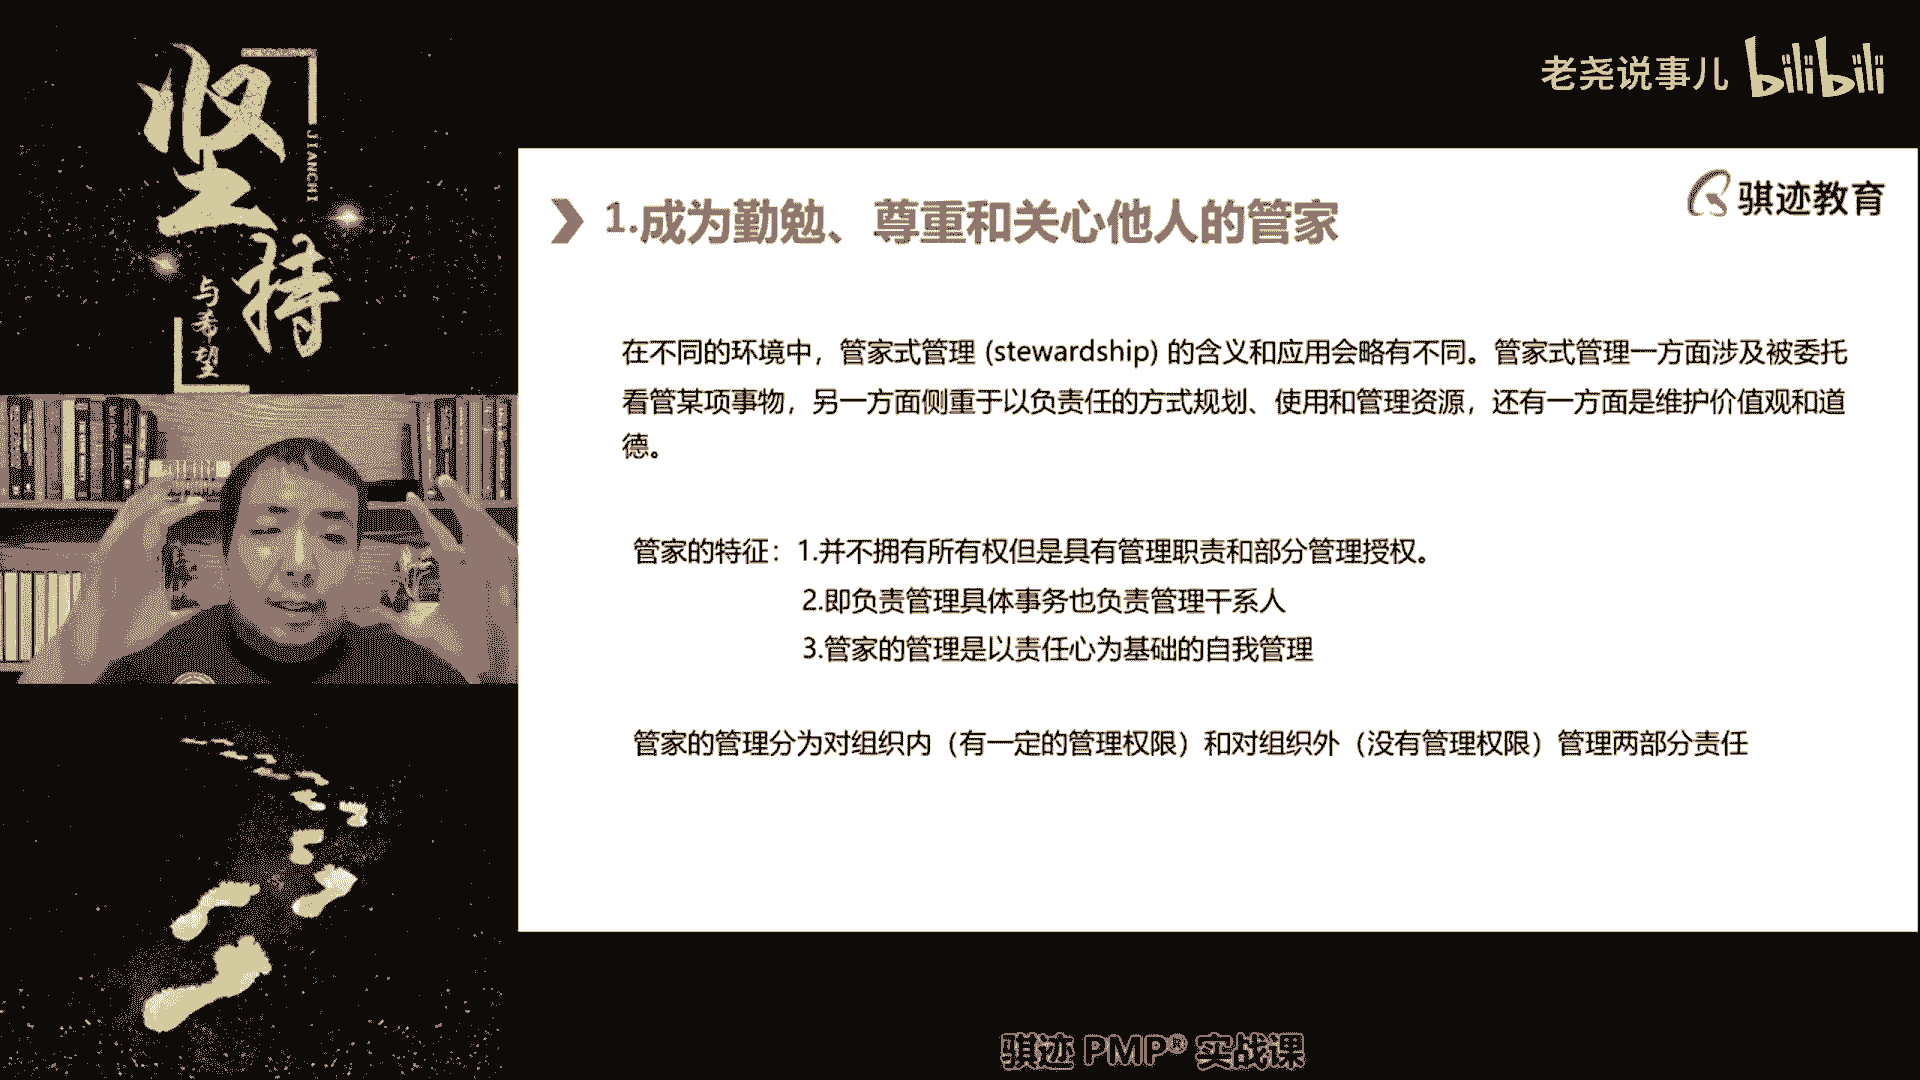 坚
持
JIANCHI
与希望
老尧说事儿 bilibili
骐迹教育
1.成为勤勉、尊重和关心他人的管家
在不同的环境中，管家式管理 (stewardship) 的含义和应用会略有不同。管家式管理一方面涉及被委托
看管某项事物，另一方面侧重于以负责任的方式规划、使用和管理资源，还有一方面是维护价值观和道
德。
管家的特征：1.并不拥有所有权但是具有管理职责和部分管理授权。
2.即负责管理具体事务也负责管理干系人
3.管家的管理是以责任心为基础的自我管理
管家的管理分为对组织内（有一定的管理权限）和对组织外（没有管理权限）管理两部分责任
骐迹 PMP® 实战课